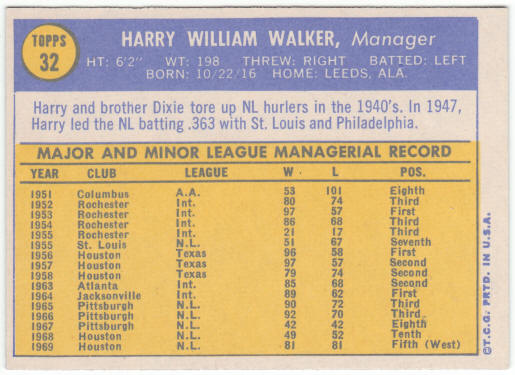 TOPPS
32
HARRY WILLIAM WALKER, Manager
HT: 6'2" WT: 198 THREW: RIGHT BATTED: LEFT
BORN: 10/22/16 HOME: LEEDS, ALA.
Harry and brother Dixie tore up NL hurlers in the 1940's. In 1947,
Harry led the NL batting .363 with St. Louis and Philadelphia.
MAJOR AND MINOR LEAGUE MANAGERIAL RECORD
YEAR CLUB LEAGUE W L POS.
1951 Columbus A.A. 53 101 Eighth
1952 Rochester Int. 80 74 Third
1953 Rochester Int. 97 57 First
1954 Rochester Int. 86 68 Third
1955 Rochester Int. 21 17 Third
1955 St. Louis N.L. 51 67 Seventh
1956 Houston Texas 96 58 First
1957 Houston Texas 97 57 Second
1958 Houston Texas 79 74 Second
1963 Atlanta Int. 85 68 Second
1964 Jacksonville Int. 89 62 First
1965 Pittsburgh N.L. 90 72 Third
1966 Pittsburgh N.L. 92 70 Third
1967 Pittsburgh N.L. 42 42 Eighth
1968 Houston N.L. 49 52 Tenth
1969 Houston N.L. 81 81 Fifth (West)
©T.C.G. PRTD. IN U.S.A.